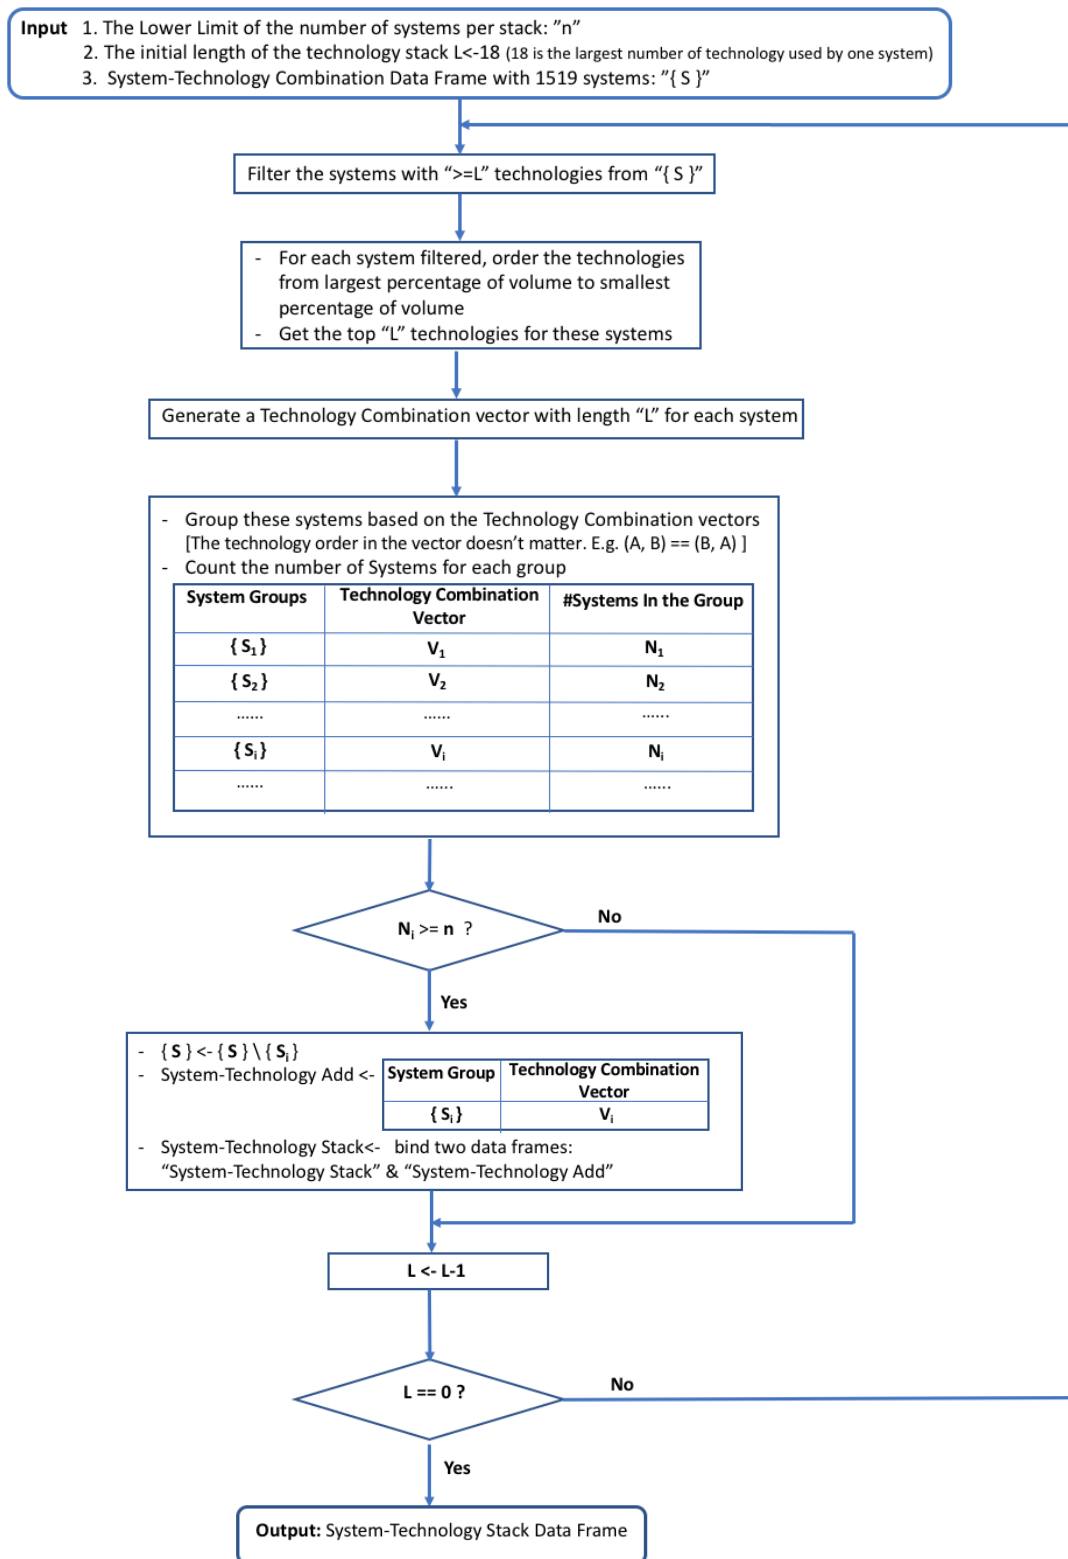 Input 1. The Lower Limit of the number of systems per stack: ”n”
2. The initial length of the technology stack L<-18 (18 is the largest number of technology used by one system)
3. System-Technology Combination Data Frame with 1519 systems: ”{ S }”
Filter the systems with “>=L” technologies from “{ S }”
- For each system filtered, order the technologies
from largest percentage of volume to smallest
percentage of volume
- Get the top “L” technologies for these systems
Generate a Technology Combination vector with length “L” for each system
- Group these systems based on the Technology Combination vectors
[The technology order in the vector doesn’t matter. E.g. (A, B) == (B, A) ]
- Count the number of Systems for each group
System Groups Technology Combination Vector #Systems In the Group
{ S₁} V₁ N₁
{ S₂} V₂ N₂
...... ...... ......
{ Sᵢ} Vᵢ Nᵢ
...... ...... ......
Nᵢ >= n ?
No
Yes
- { S } <- { S } \ { Sᵢ}
- System-Technology Add <-
System Group Technology Combination Vector
{ Sᵢ} Vᵢ
- System-Technology Stack<- bind two data frames:
“System-Technology Stack” & “System-Technology Add”
L <- L-1
L == 0 ?
No
Yes
Output: System-Technology Stack Data Frame